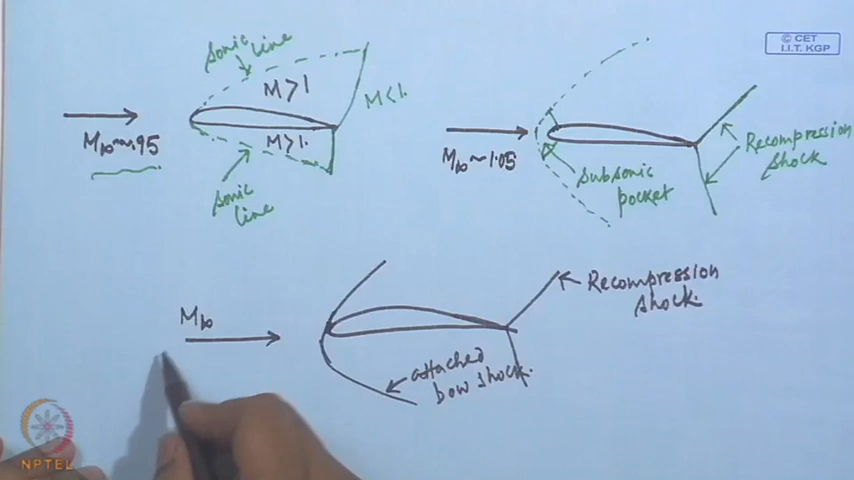 © CET
I.I.T. KGP
sonic
line
M>1
M<1.
M∞~.95
M>1.
sonic
line
M∞~1.05
subsonic
pocket
Recompression
shock
M∞
Recompression
shock.
attached
bow shock.
NPTEL